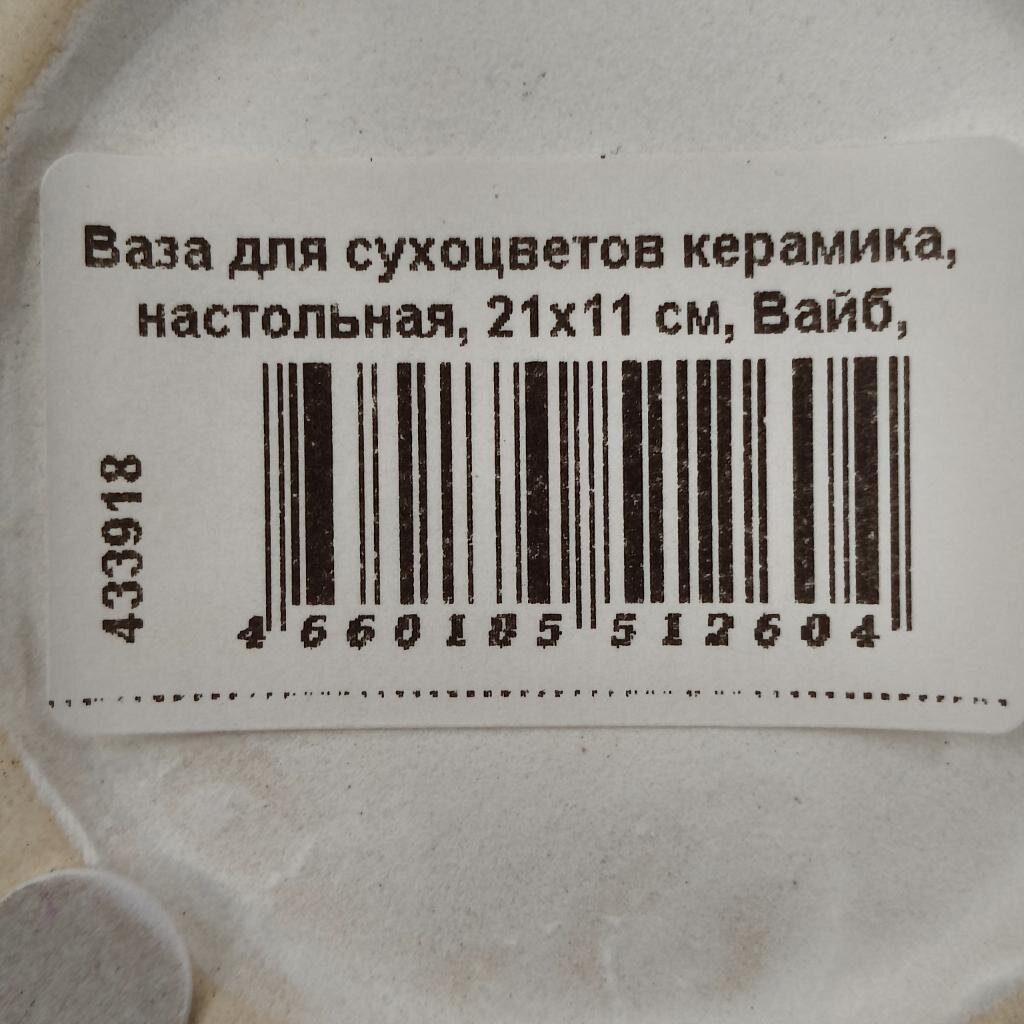 Ваза для сухоцветов керамика,
настольная, 21х11 см, Вайб,
433918
4660185512604